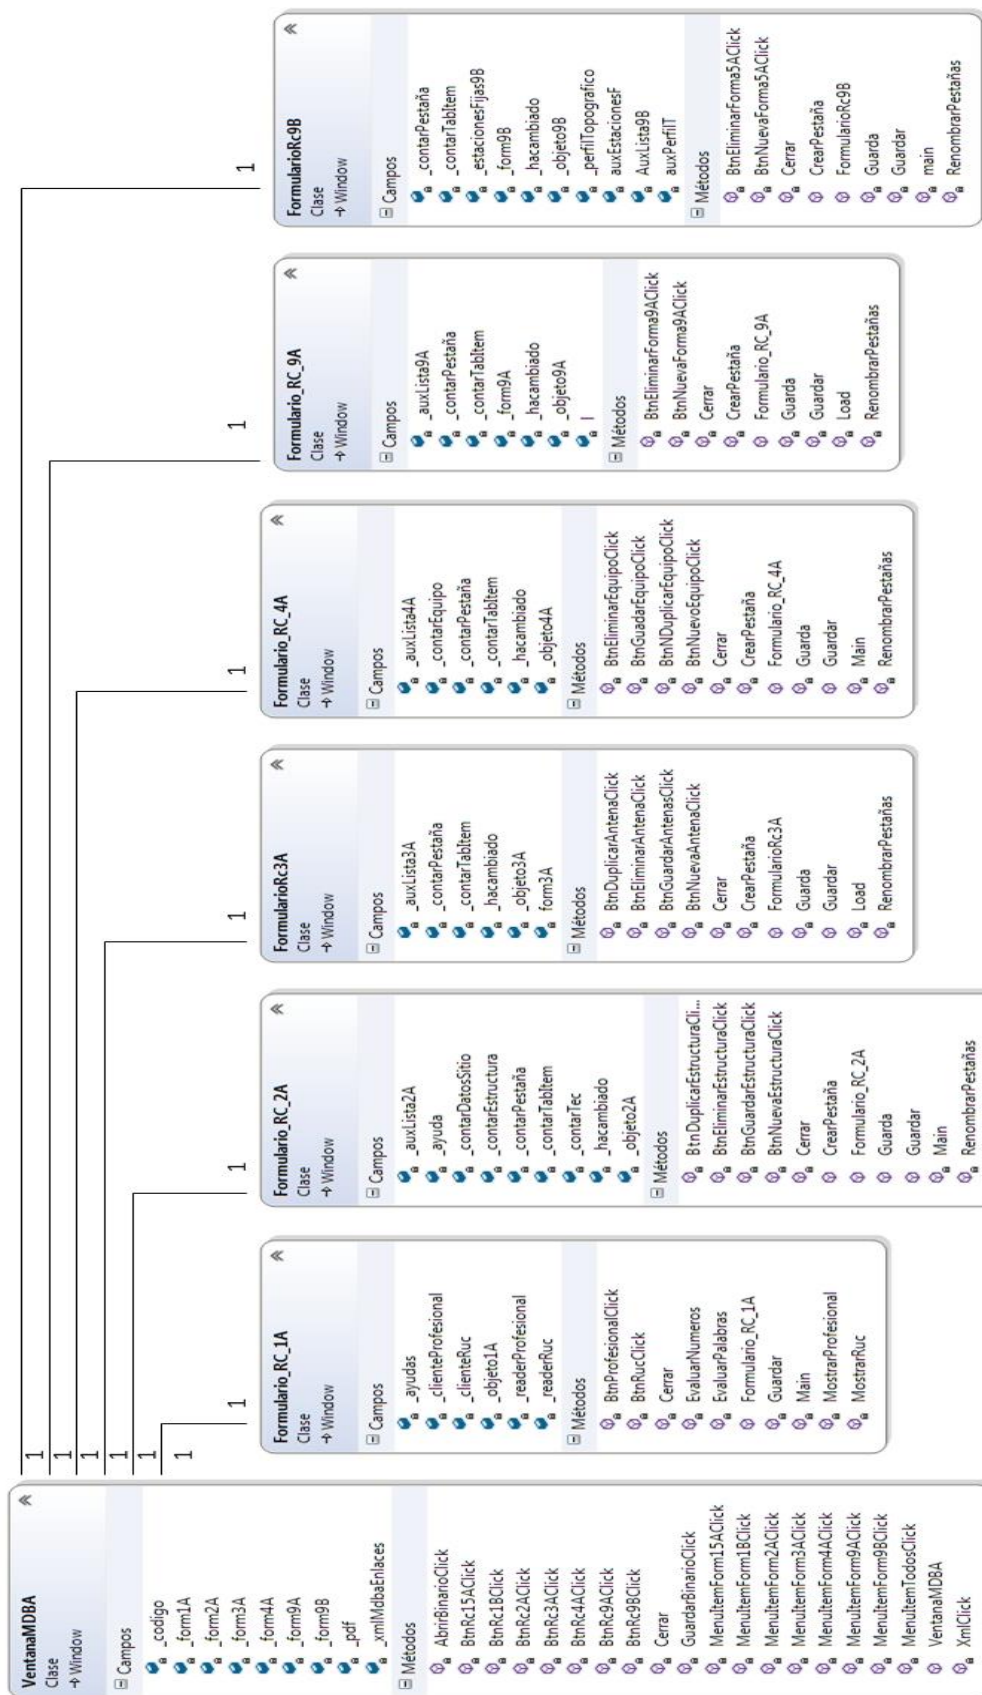 VentanaMDBA
Clase
→ Window
Campos
_codigo
_form1A
_form2A
_form3A
_form4A
_form9A
_form9B
_pdf
_xmlMdbaEnlaces
Métodos
AbrirBinarioClick
BtnRc15AClick
BtnRc1BClick
BtnRc2AClick
BtnRc3AClick
BtnRc4AClick
BtnRc9AClick
BtnRc9BClick
Cerrar
GuardarBinarioClick
MenuItemForm15AClick
MenuItemForm1BClick
MenuItemForm2AClick
MenuItemForm3AClick
MenuItemForm4AClick
MenuItemForm9AClick
MenuItemForm9BClick
MenuItemTodosClick
VentanaMDBA
XmlClick
1
1
1
1
1
1
1
Formulario_RC_1A
Clase
→ Window
Campos
_ayudas
_clienteProfesional
_clienteRuc
_objeto1A
_readerProfesional
_readerRuc
Métodos
BtnProfesionalClick
BtnRucClick
Cerrar
EvaluarNumeros
EvaluarPalabras
Formulario_RC_1A
Guardar
Main
MostrarProfesional
MostrarRuc
1
Formulario_RC_2A
Clase
→ Window
Campos
_auxLista2A
_ayuda
_contarDatosSitio
_contarEstructura
_contarPestaña
_contarTabItem
_contarTec
_hacambiado
_objeto2A
Métodos
BtnDuplicarEstructuraCli...
BtnEliminarEstructuraClick
BtnGuardarEstructuraClick
BtnNuevaEstructuraClick
Cerrar
CrearPestaña
Formulario_RC_2A
Guarda
Guardar
Main
RenombrarPestañas
1
FormularioRc3A
Clase
→ Window
Campos
_auxLista3A
_contarPestaña
_contarTabItem
_hacambiado
_objeto3A
form3A
Métodos
BtnDuplicarAntenaClick
BtnEliminarAntenaClick
BtnGuardarAntenasClick
BtnNuevaAntenaClick
Cerrar
CrearPestaña
FormularioRc3A
Guarda
Guardar
Load
RenombrarPestañas
1
Formulario_RC_4A
Clase
→ Window
Campos
_auxLista4A
_contarEquipo
_contarPestaña
_contarTabItem
_hacambiado
_objeto4A
Métodos
BtnEliminarEquipoClick
BtnGuadarEquipoClick
BtnNDuplicarEquipoClick
BtnNuevoEquipoClick
Cerrar
CrearPestaña
Formulario_RC_4A
Guarda
Guardar
Main
RenombrarPestañas
1
Formulario_RC_9A
Clase
→ Window
Campos
_auxLista9A
_contarPestaña
_contarTabItem
_form9A
_hacambiado
_objeto9A
Métodos
BtnEliminarForma9AClick
BtnNuevaForma9AClick
Cerrar
CrearPestaña
Formulario_RC_9A
Guarda
Guardar
Load
RenombrarPestañas
1
FormularioRc9B
Clase
→ Window
Campos
_contarPestaña
_contarTabItem
_estacionesFijas9B
_form9B
_hacambiado
_objeto9B
_perfilTopografico
auxEstacionesF
AuxLista9B
auxPerfilT
Métodos
BtnEliminarForma5AClick
BtnNuevaForma5AClick
Cerrar
CrearPestaña
FormularioRc9B
Guarda
Guardar
main
RenombrarPestañas